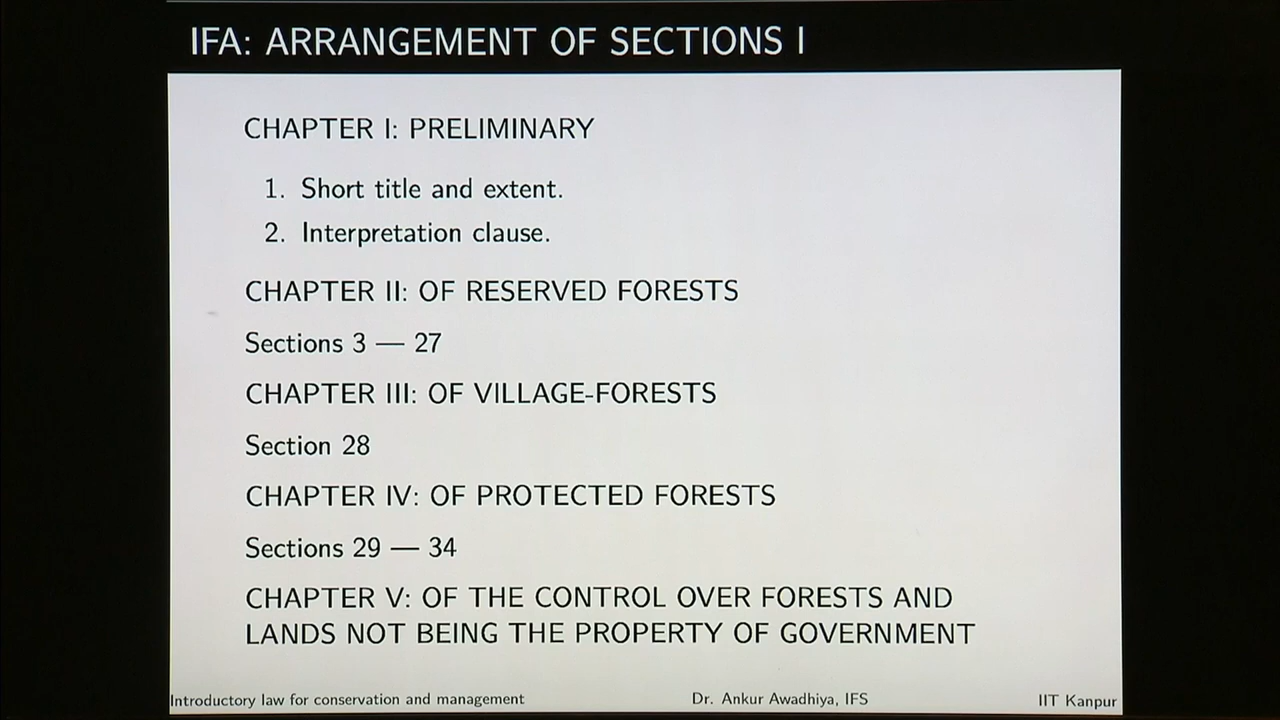 IFA: ARRANGEMENT OF SECTIONS I
CHAPTER I: PRELIMINARY
1. Short title and extent.
2. Interpretation clause.
CHAPTER II: OF RESERVED FORESTS
Sections 3 — 27
CHAPTER III: OF VILLAGE-FORESTS
Section 28
CHAPTER IV: OF PROTECTED FORESTS
Sections 29 — 34
CHAPTER V: OF THE CONTROL OVER FORESTS AND
LANDS NOT BEING THE PROPERTY OF GOVERNMENT
Introductory law for conservation and management Dr. Ankur Awadhiya, IFS IIT Kanpur